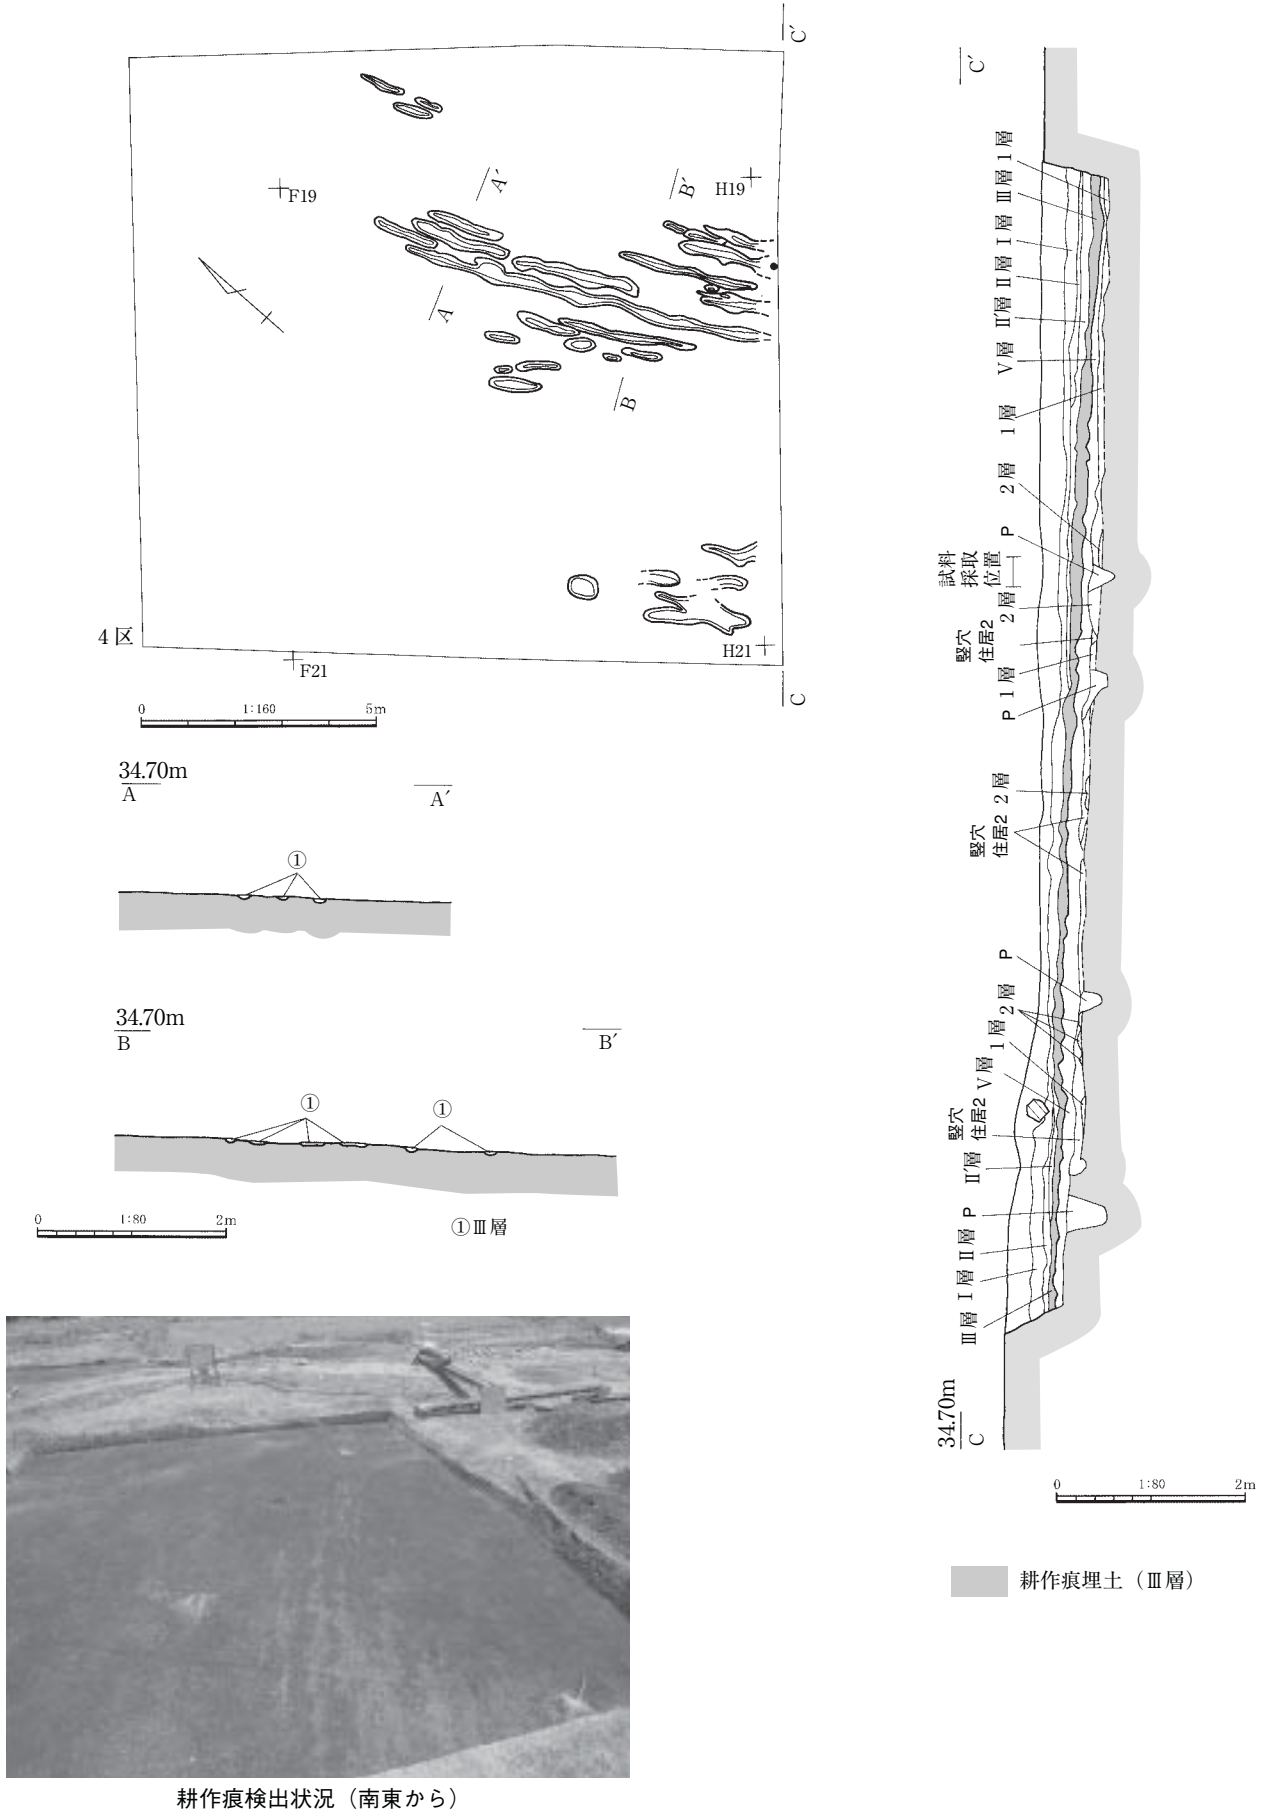 C′
F19
A′
B′
H19
A
B
4区
F21
H21
C
0 1:160 5m
34.70m
A A′
①
34.70m
B B′
① ①
0 1:80 2m
①Ⅲ層
耕作痕検出状況（南東から）
C′
1層
Ⅲ層
Ⅰ層
Ⅱ層
Ⅱ′層
Ⅴ層
1層
2層
P
試料
採取
位置
2層
竪穴
住居2
1層
P
2層
竪穴
住居2
P
2層
1層
Ⅴ層
竪穴
住居2
Ⅱ′層
P
Ⅱ層
Ⅰ層
Ⅲ層
34.70m
C
0 1:80 2m
耕作痕埋土（Ⅲ層）